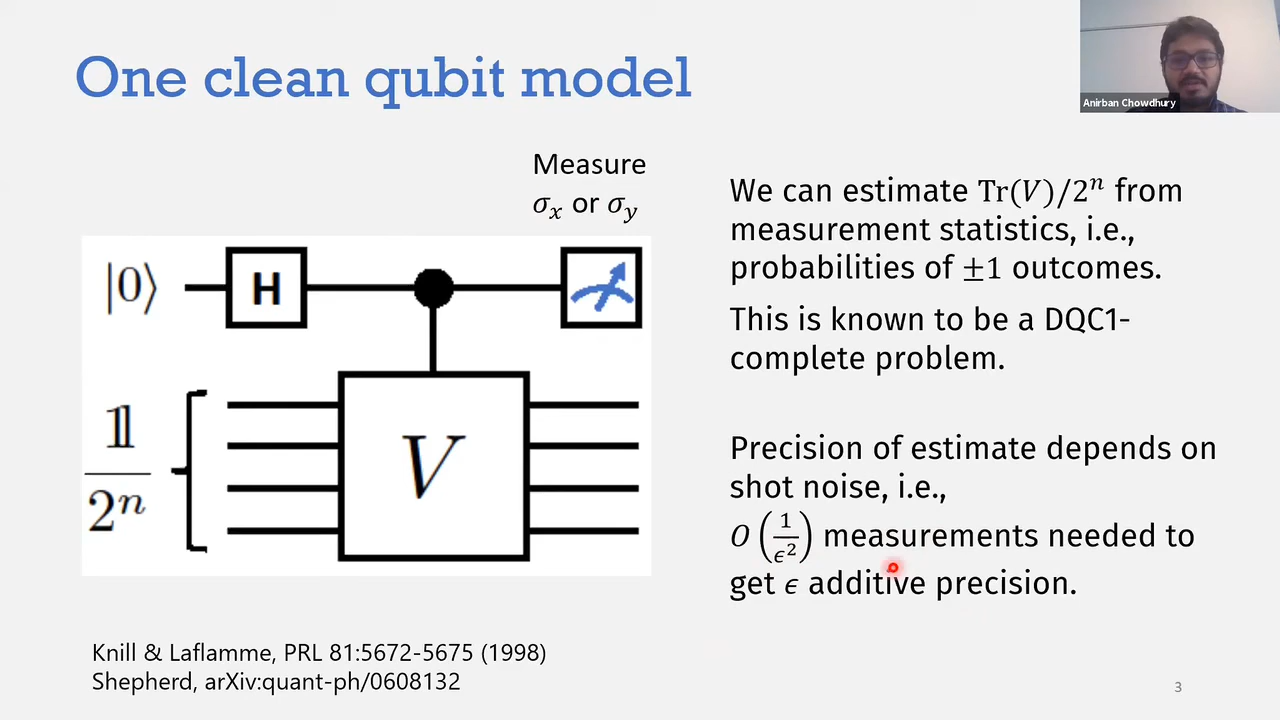 One clean qubit model
Anirban Chowdhury
Measure
σₓ or σᵧ
|0⟩
H
𝟙
2ⁿ
V
We can estimate Tr(V)/2ⁿ from
measurement statistics, i.e.,
probabilities of ±1 outcomes.
This is known to be a DQC1-
complete problem.
Precision of estimate depends on
shot noise, i.e.,
O(1/ϵ²) measurements needed to
get ϵ additive precision.
Knill & Laflamme, PRL 81:5672-5675 (1998)
Shepherd, arXiv:quant-ph/0608132
3